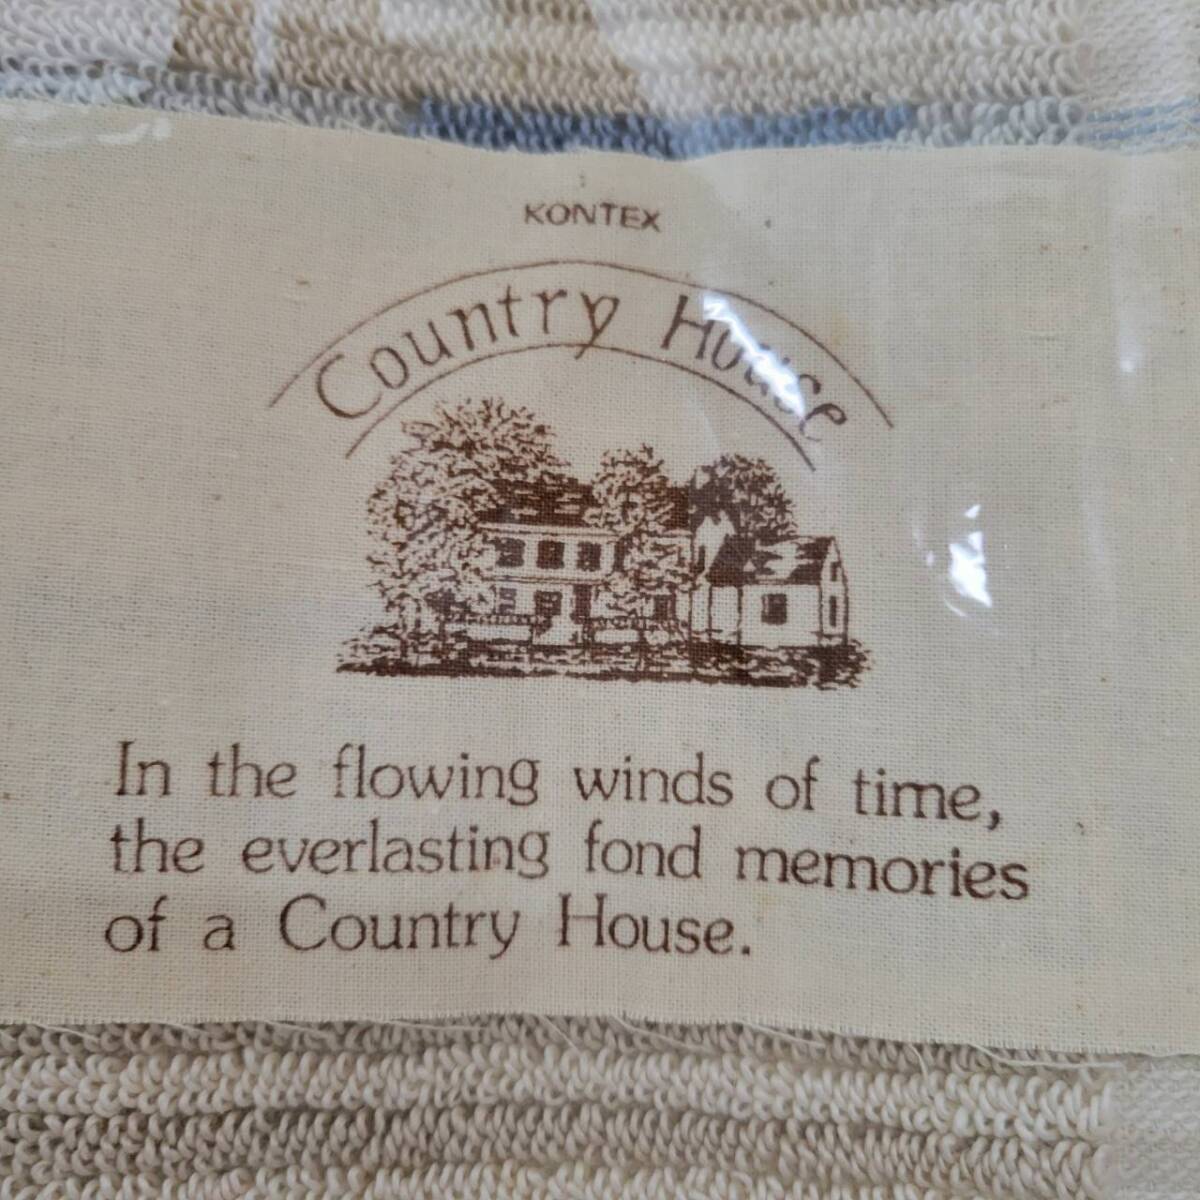 KONTEX
Country House
In the flowing winds of time,
the everlasting fond memories
of a Country House.